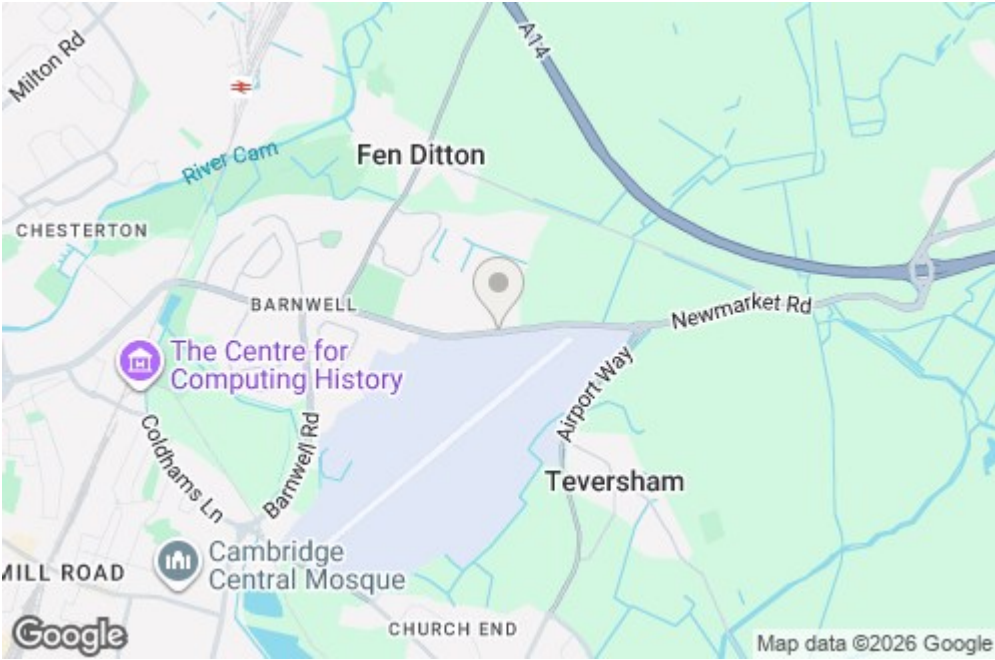 Milton Rd
A14
River Cam
Fen Ditton
CHESTERTON
BARNWELL
Newmarket Rd
The Centre for
Computing History
Airport Way
Coldhams Ln
Barnwell Rd
Teversham
Cambridge
Central Mosque
MILL ROAD
CHURCH END
Google
Map data ©2026 Google